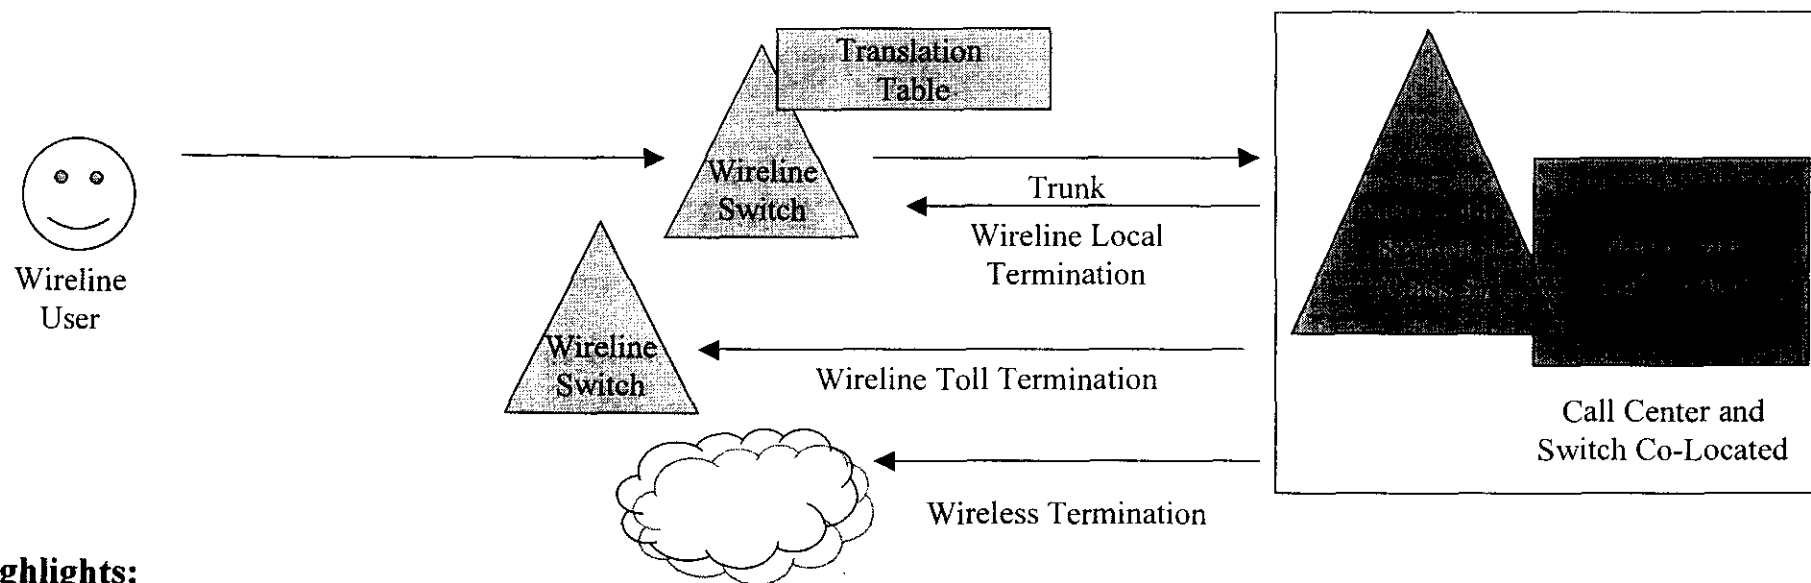 Translation
Table
Wireline
Switch
Trunk
Wireline Local
Termination
Wireline
User
Wireline
Switch
Wireline Toll Termination
Call Center and
Switch Co-Located
Wireless Termination
ghlights: